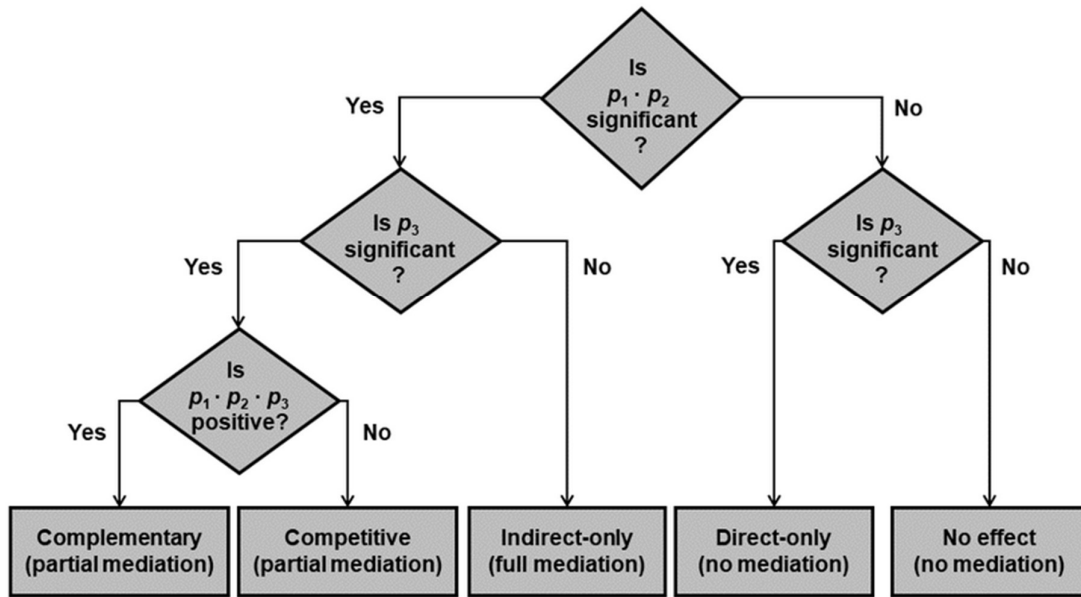 Is
p₁ · p₂
significant
?
Yes
No
Is p₃
significant
?
Yes
No
Is p₃
significant
?
Yes
No
Is
p₁ · p₂ · p₃
positive?
Yes
No
Complementary
(partial mediation)
Competitive
(partial mediation)
Indirect-only
(full mediation)
Direct-only
(no mediation)
No effect
(no mediation)